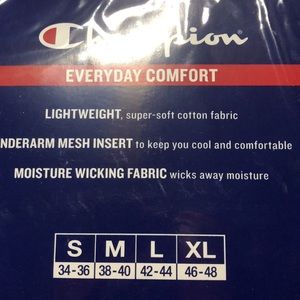 Champion
EVERYDAY COMFORT
LIGHTWEIGHT, super-soft cotton fabric
NDERARM MESH INSERT to keep you cool and comfortable
MOISTURE WICKING FABRIC wicks away moisture
S M L XL
34-36 38-40 42-44 46-48